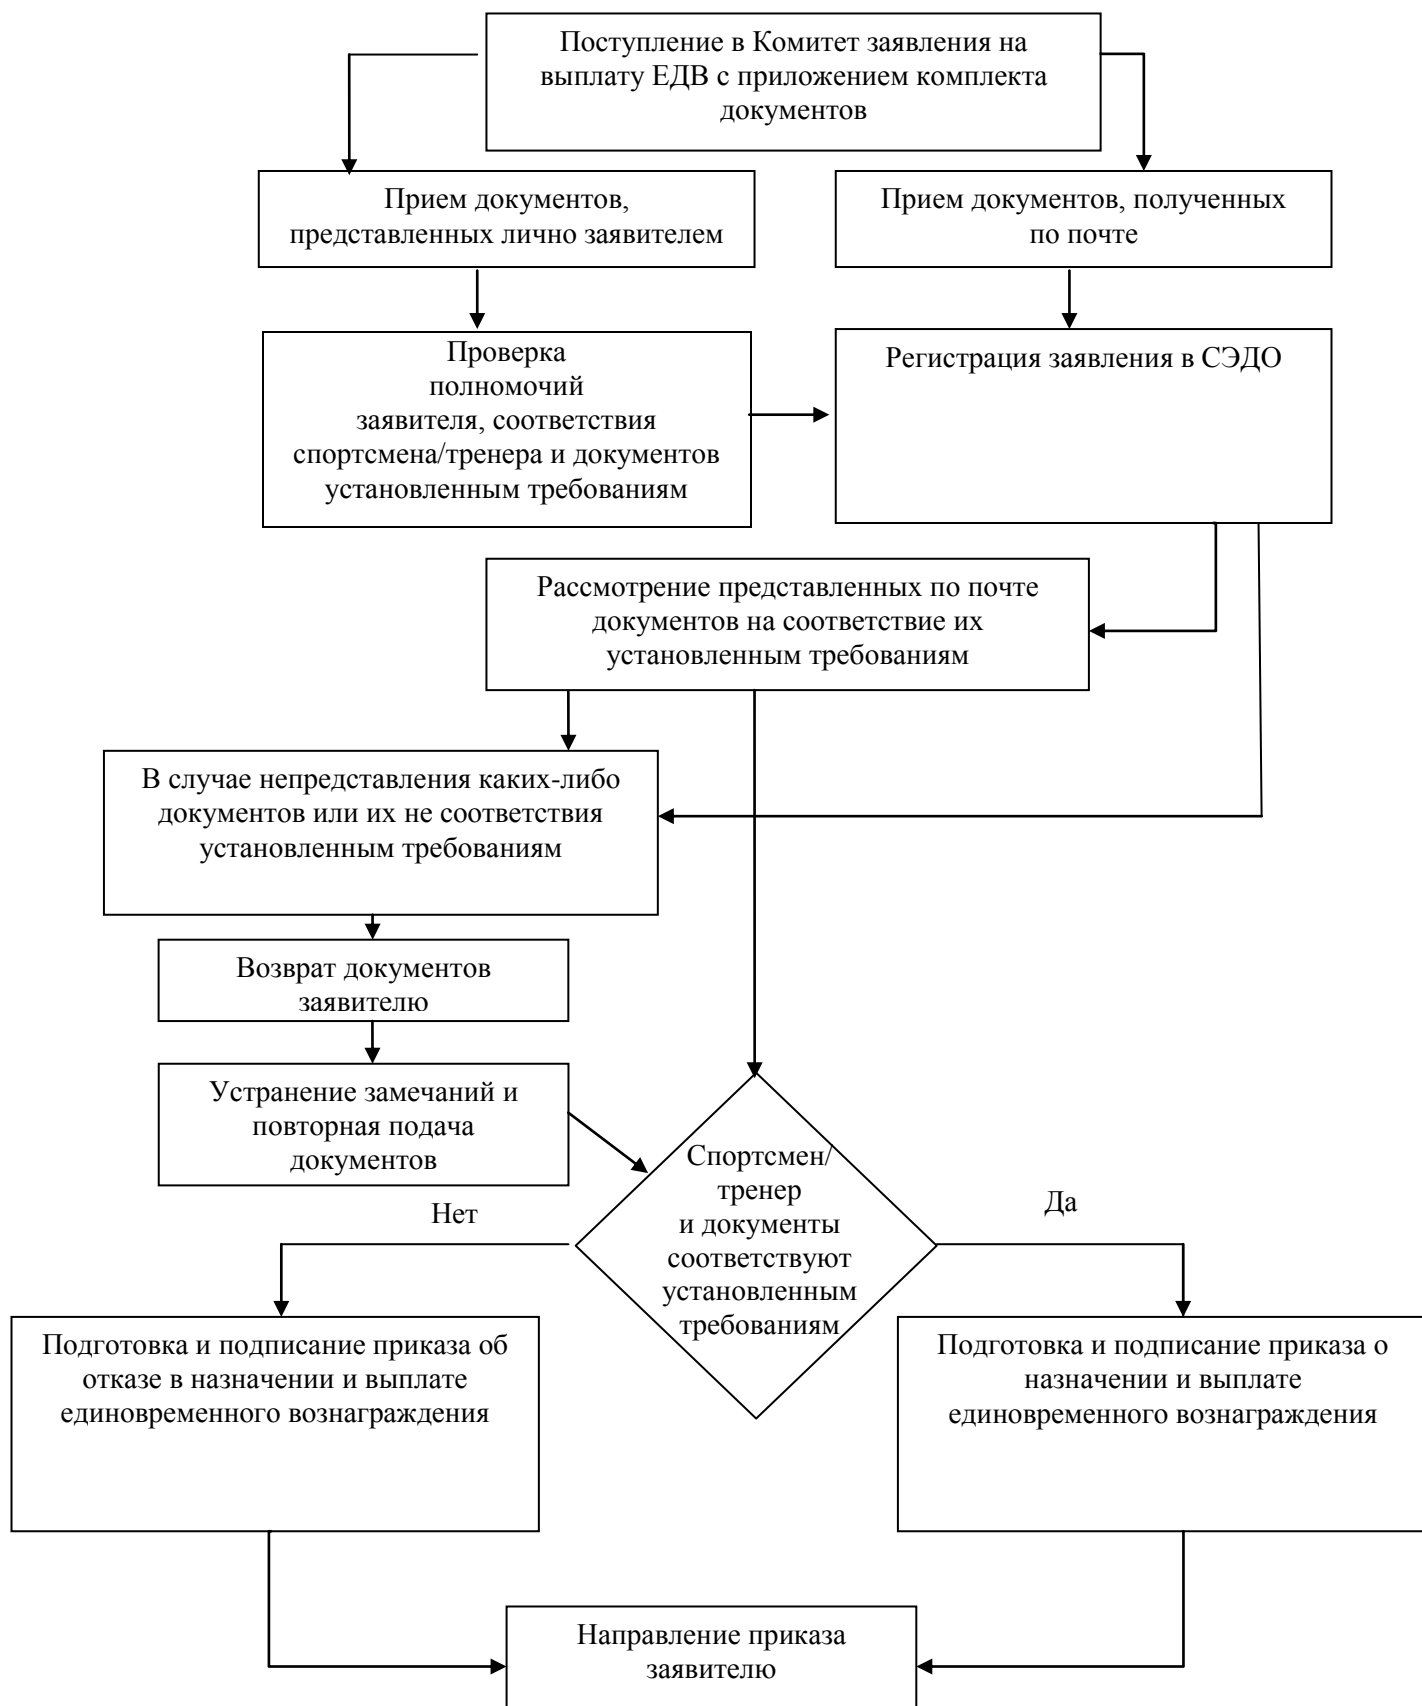 Поступление в Комитет заявления на
выплату ЕДВ с приложением комплекта
документов
Прием документов,
представленных лично заявителем
Прием документов, полученных
по почте
Проверка
полномочий
заявителя, соответствия
спортсмена/тренера и документов
установленным требованиям
Регистрация заявления в СЭДО
Рассмотрение представленных по почте
документов на соответствие их
установленным требованиям
В случае непредставления каких-либо
документов или их не соответствия
установленным требованиям
Возврат документов
заявителю
Устранение замечаний и
повторная подача
документов
Спортсмен/
тренер
и документы
соответствуют
установленным
требованиям
Нет
Да
Подготовка и подписание приказа об
отказе в назначении и выплате
единовременного вознаграждения
Подготовка и подписание приказа о
назначении и выплате
единовременного вознаграждения
Направление приказа
заявителю